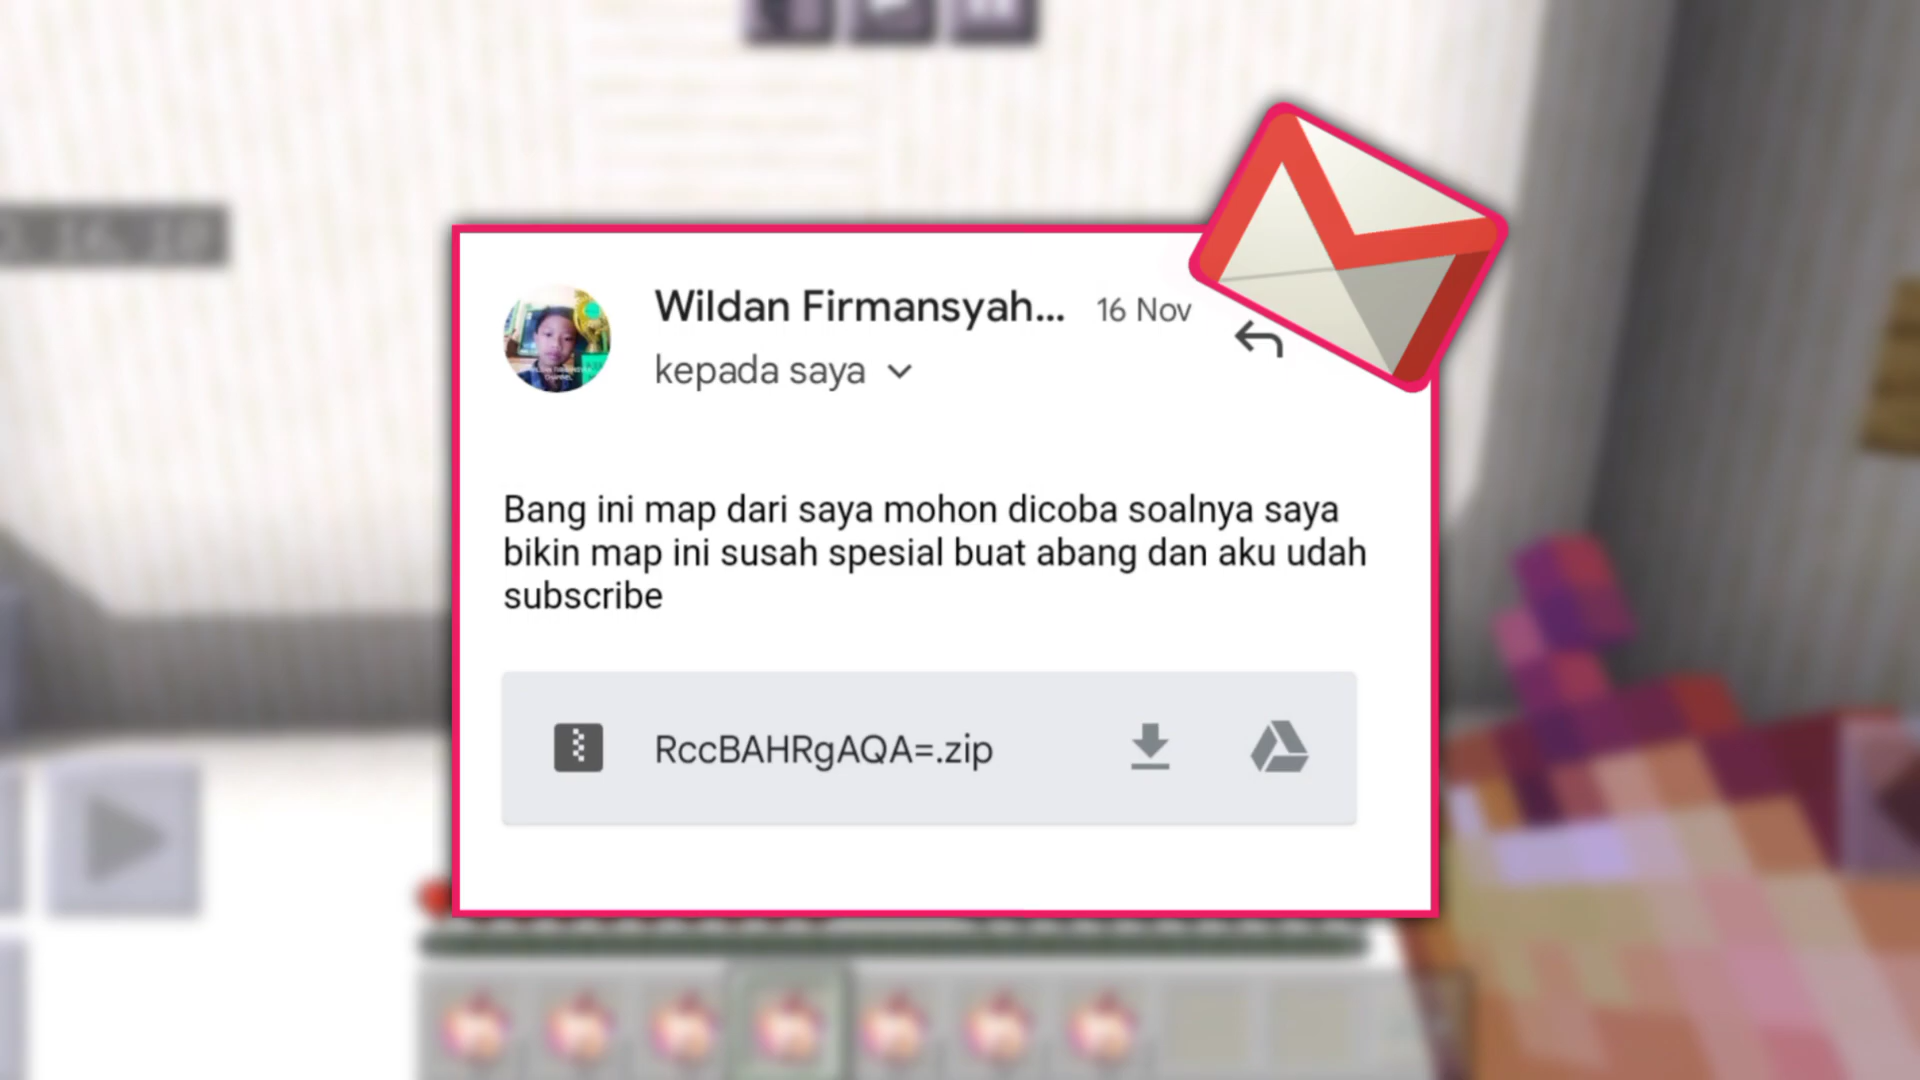 Wildan Firmansyah... 16 Nov
kepada saya
Bang ini map dari saya mohon dicoba soalnya saya
bikin map ini susah spesial buat abang dan aku udah
subscribe
RccBAHRgAQA=.zip